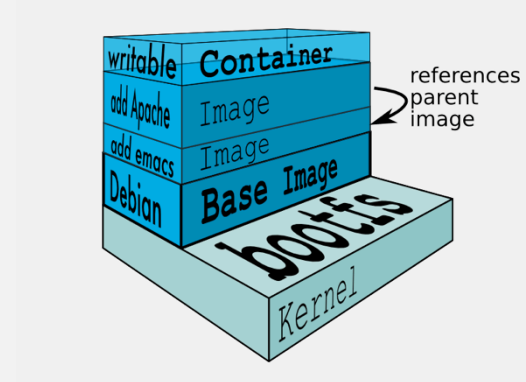 writable Container
add Apache Image
add emacs Image
Debian Base Image
bootfs
Kernel
references
parent
image